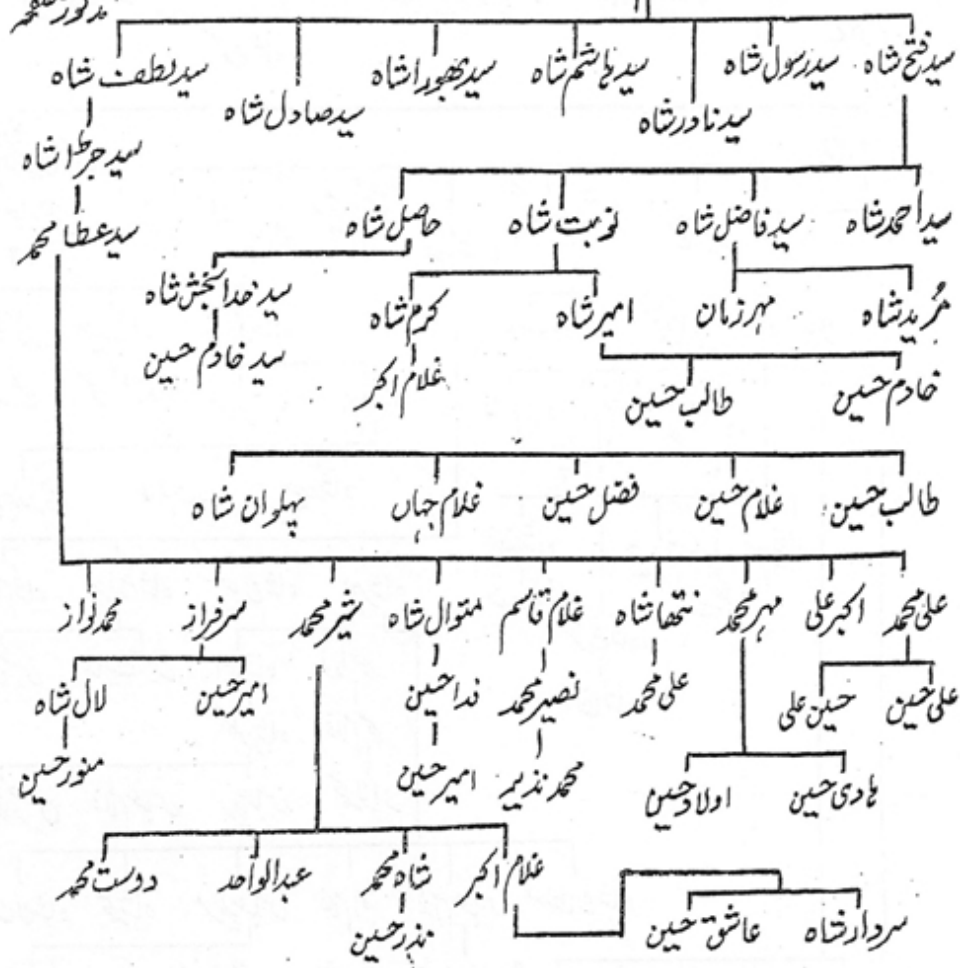 مذکور
سید فتح شاہ سید رسول شاہ سید ہاشم شاہ سید بھورا شاہ سید لطف شاہ
سید نادر شاہ سید صادل شاہ
سید جڑا شاہ
سید احمد شاہ سید فاضل شاہ نوبت شاہ حاصل شاہ سید عطا محمد
مُرید شاہ مہر زمان امیر شاہ کرم شاہ سید خدا بخش شاہ
خادم حسین طالب حسین غلام اکبر سید خادم حسین
طالب حسین غلام حسین فضل حسین غلام جہاں پہلوان شاہ
علی محمد اکبر علی مہر محمد نتھا شاہ غلام قاسم متوال شاہ شیر محمد سرفراز محمد نواز
علی حسین حسین علی علی محمد نصیر محمد فدا حسین امیر حسین لال شاہ
ہادی حسین اولاد حسین محمد نذیر امیر حسین منور حسین
غلام اکبر شاہ محمد عبدالواحد دوست محمد
سردار شاہ عاشق حسین نذر حسین